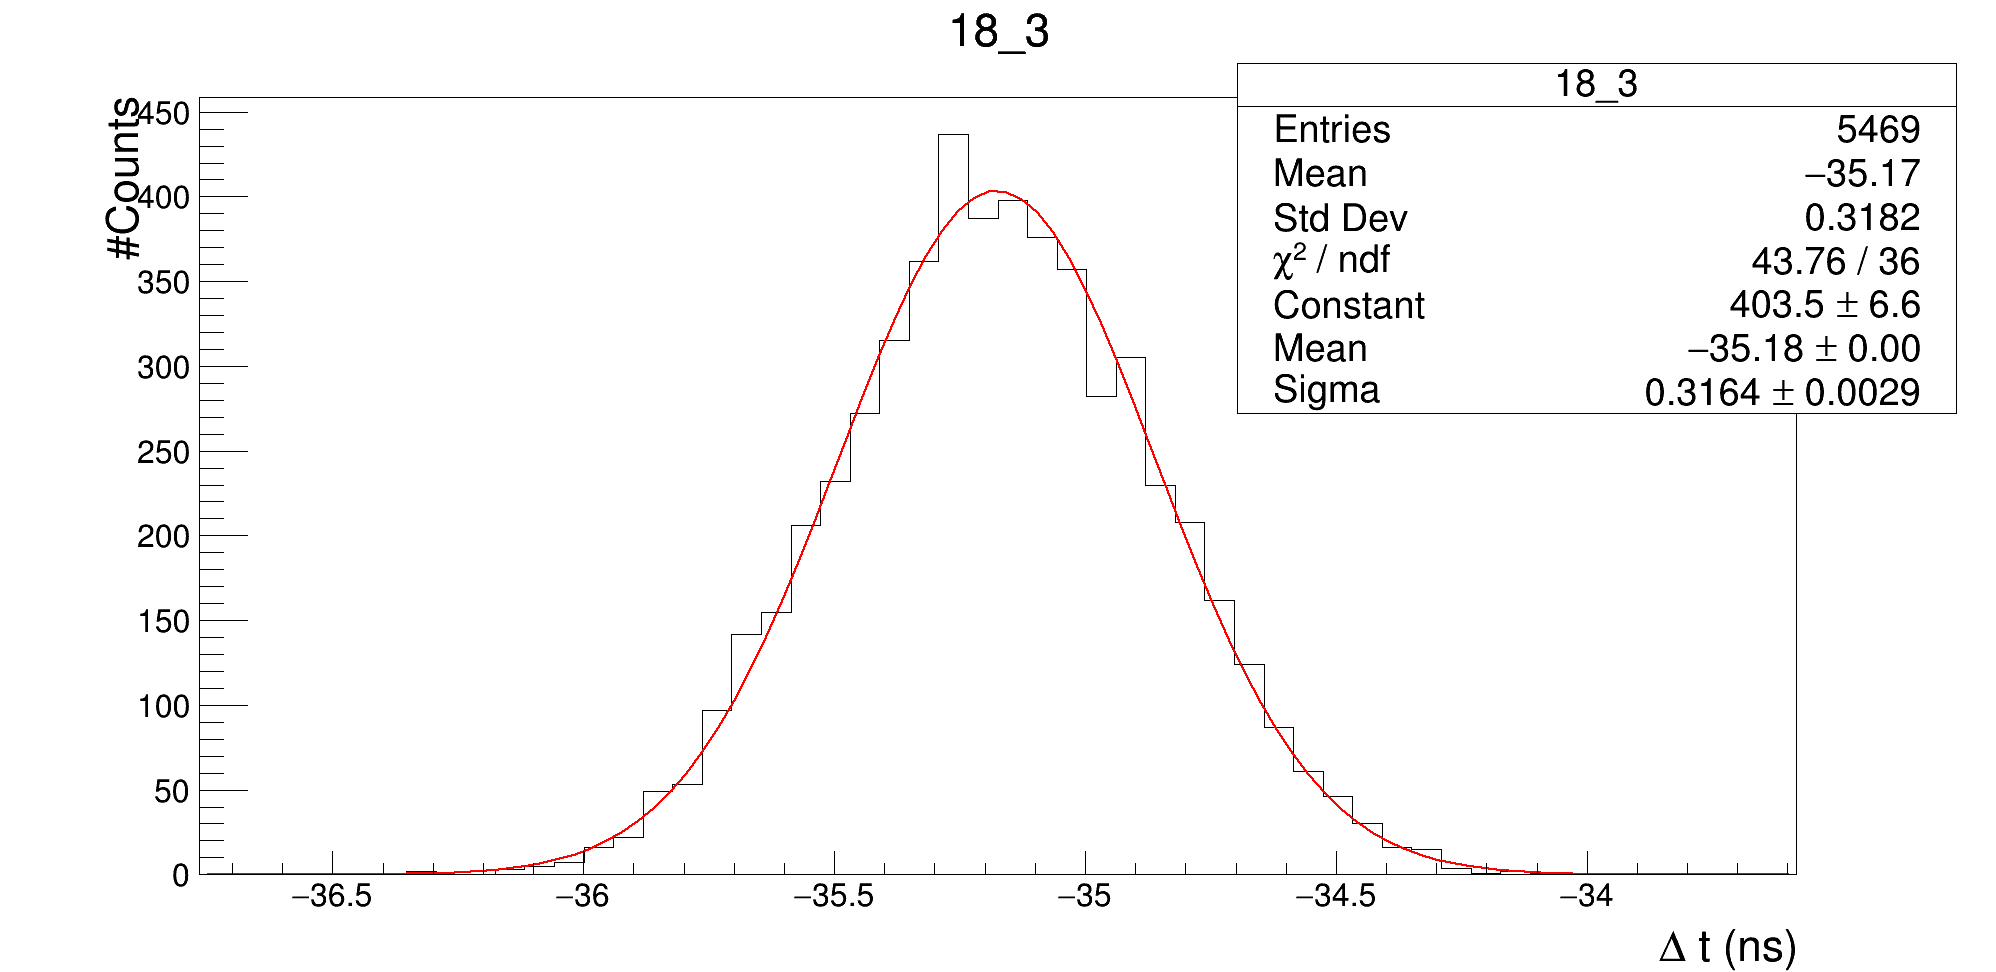 18_3
18_3
Entries 5469
Mean −35.17
Std Dev 0.3182
χ² / ndf 43.76 / 36
Constant 403.5 ± 6.6
Mean −35.18 ± 0.00
Sigma 0.3164 ± 0.0029
#Counts
450
400
350
300
250
200
150
100
50
0
−36.5 −36 −35.5 −35 −34.5 −34
Δ t (ns)